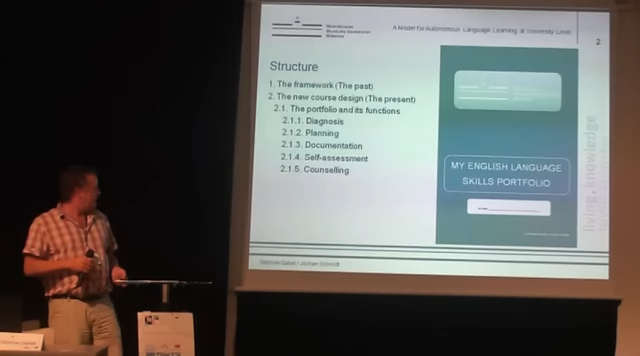 A Model for Autonomous Language Learning at University Level
2
Structure
1. The framework (The past)
2. The new course design (The present)
2.1. The portfolio and its functions
2.1.1. Diagnosis
2.1.2. Planning
2.1.3. Documentation
2.1.4. Self-assessment
2.1.5. Counselling
MY ENGLISH LANGUAGE
SKILLS PORTFOLIO
living.knowledge